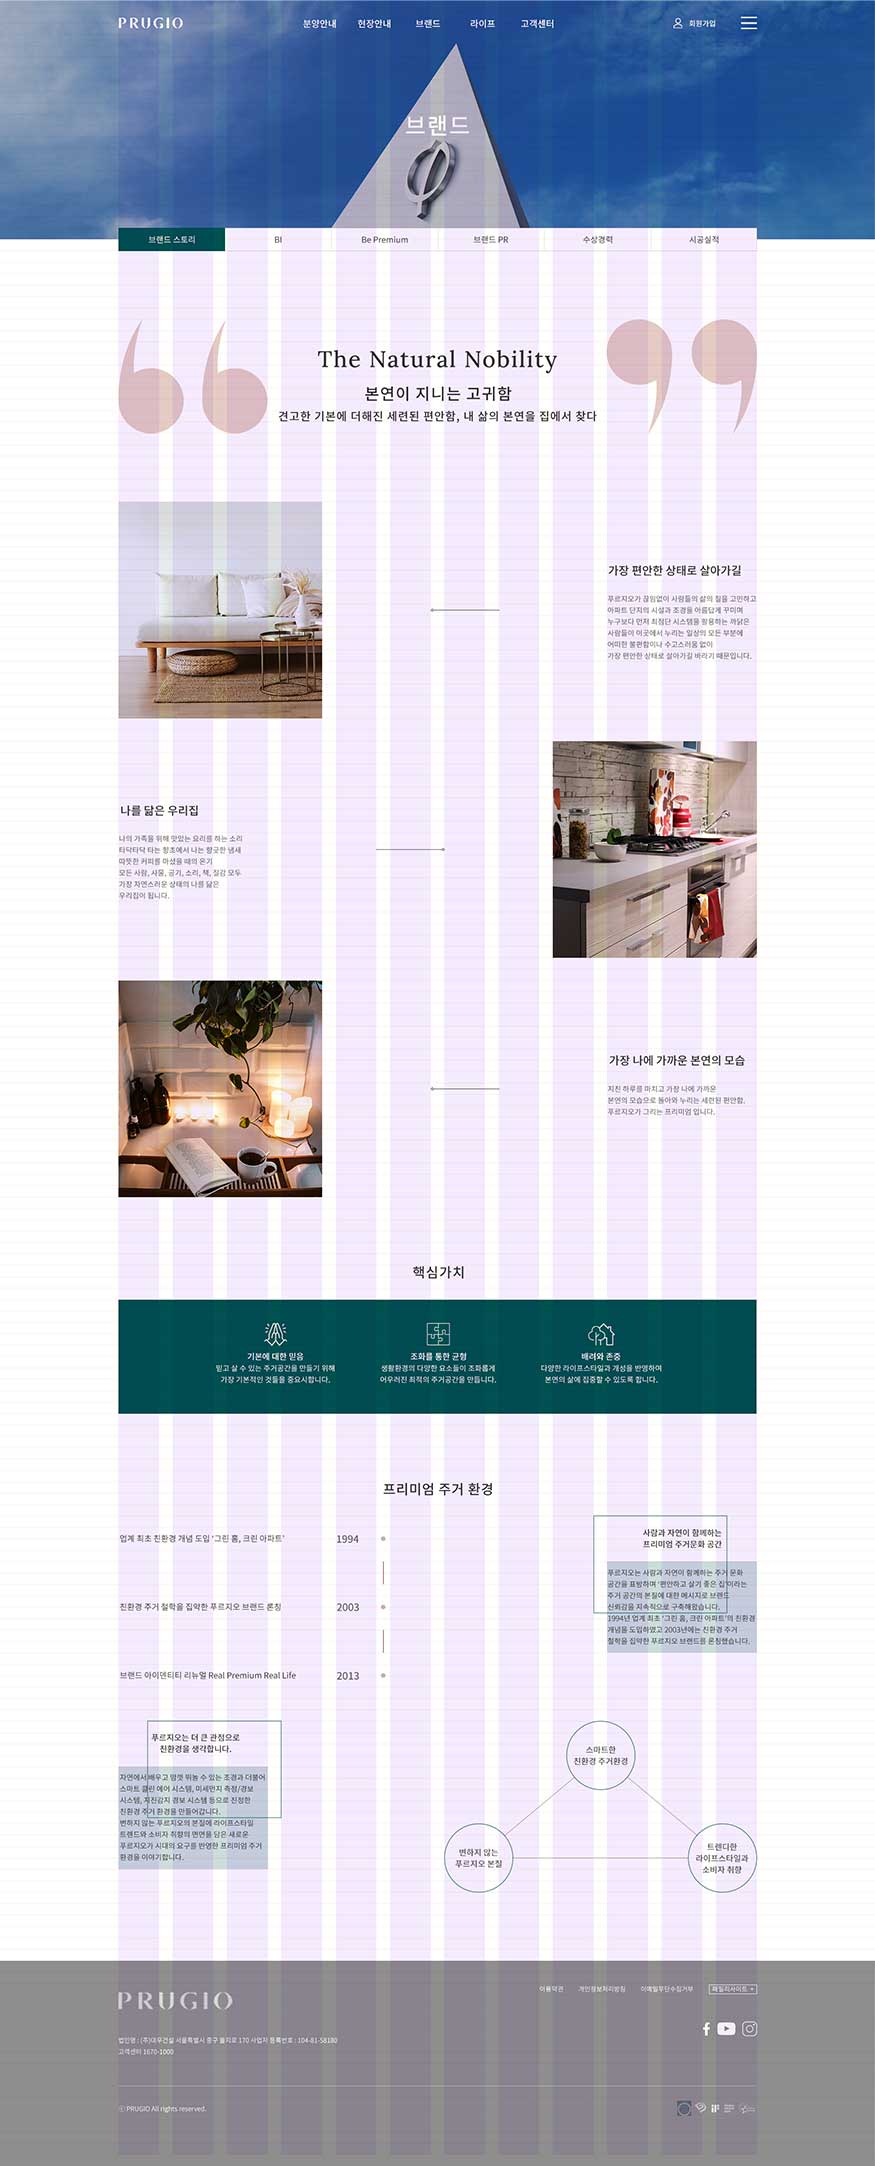 PRUGIO
분양안내 현장안내 브랜드 라이프 고객센터
회원가입
브랜드
브랜드 스토리
BI
Be Premium
브랜드 PR
수상경력
시공실적
The Natural Nobility
본연이 지니는 고귀함
견고한 기본에 더해진 세련된 편안함, 내 삶의 본연을 집에서 찾다
가장 편안한 상태로 살아가길
푸르지오가 끊임없이 사람들의 삶의 질을 고민하고
아파트 단지의 시설과 조경을 아름답게 꾸미며
누구보다 먼저 최첨단 시스템을 활용하는 까닭은
사람들이 이곳에서 누리는 일상의 모든 부분에
어떠한 불편함이나 수고스러움 없이
가장 편안한 상태로 살아가길 바라기 때문입니다.
나를 닮은 우리집
나의 가족을 위해 맛있는 요리를 하는 소리
타닥타닥 타는 향초에서 나는 향긋한 냄새
따뜻한 커피를 마셨을 때의 온기
모든 사람, 사물, 공기, 소리, 책, 질감 모두
가장 자연스러운 상태의 나를 닮은
우리집이 됩니다.
가장 나에 가까운 본연의 모습
지친 하루를 마치고 가장 나에 가까운
본연의 모습으로 돌아와 누리는 세련된 편안함.
푸르지오가 그리는 프리미엄 입니다.
핵심가치
기본에 대한 믿음
믿고 살 수 있는 주거공간을 만들기 위해
가장 기본적인 것들을 중요시합니다.
조화를 통한 균형
생활환경의 다양한 요소들이 조화롭게
어우러진 최적의 주거공간을 만듭니다.
배려와 존중
다양한 라이프스타일과 개성을 반영하여
본연의 삶에 집중할 수 있도록 합니다.
프리미엄 주거 환경
업계 최초 친환경 개념 도입 ‘그린 홈, 크린 아파트’ 1994
친환경 주거 철학을 집약한 푸르지오 브랜드 론칭 2003
브랜드 아이덴티티 리뉴얼 Real Premium Real Life 2013
사람과 자연이 함께하는
프리미엄 주거문화 공간
푸르지오는 사람과 자연이 함께하는 주거 문화
공간을 표방하며 ‘편안하고 살기 좋은 집’이라는
주거 공간의 본질에 대한 메시지로 브랜드
신뢰감을 지속적으로 구축해왔습니다.
1994년 업계 최초 ‘그린 홈, 크린 아파트’의 친환경
개념을 도입하였고 2003년에는 친환경 주거
철학을 집약한 푸르지오 브랜드를 론칭했습니다.
푸르지오는 더 큰 관점으로
친환경을 생각합니다.
자연에서 배우고 맘껏 뛰놀 수 있는 조경과 더불어
스마트 클린 에어 시스템, 미세먼지 측정/경보
시스템, 지진감지 경보 시스템 등으로 진정한
친환경 주거 환경을 만들어갑니다.
변하지 않는 푸르지오의 본질에 라이프스타일
트렌드와 소비자 취향의 면면을 담은 새로운
푸르지오가 시대의 요구를 반영한 프리미엄 주거
환경을 이야기합니다.
스마트한
친환경 주거환경
변하지 않는
푸르지오 본질
트렌디한
라이프스타일과
소비자 취향
PRUGIO
이용약관 개인정보처리방침 이메일무단수집거부 패밀리사이트
법인명 : (주)대우건설 서울특별시 중구 을지로 170 사업자 등록번호 : 104-81-58180
고객센터 1670-1000
ⓒ PRUGIO All rights reserved.